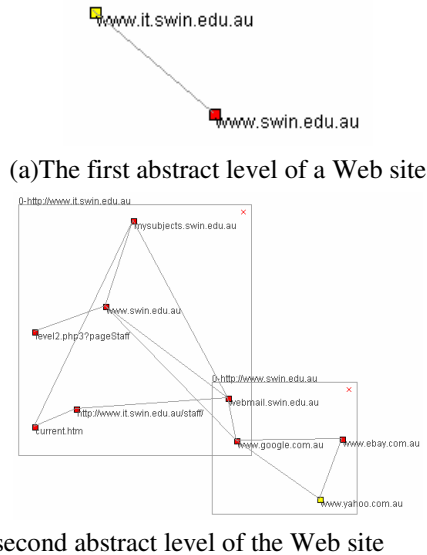 www.it.swin.edu.au
www.swin.edu.au
(a)The first abstract level of a Web site
0-http://www.it.swin.edu.au
mysubjects.swin.edu.au
www.swin.edu.au
level2.php3?pageStaff
0-http://www.swin.edu.au
webmail.swin.edu.au
http://www.it.swin.edu.au/staff/
current.htm
www.google.com.au
www.ebay.com.au
www.yahoo.com.au
second abstract level of the Web site